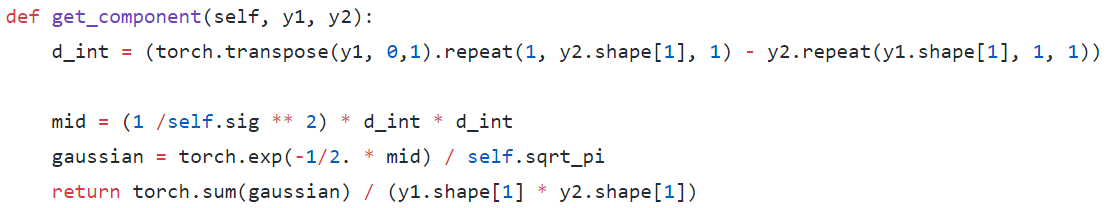 def get_component(self, y1, y2):
    d_int = (torch.transpose(y1, 0,1).repeat(1, y2.shape[1], 1) - y2.repeat(y1.shape[1], 1, 1))

    mid = (1 /self.sig ** 2) * d_int * d_int
    gaussian = torch.exp(-1/2. * mid) / self.sqrt_pi
    return torch.sum(gaussian) / (y1.shape[1] * y2.shape[1])